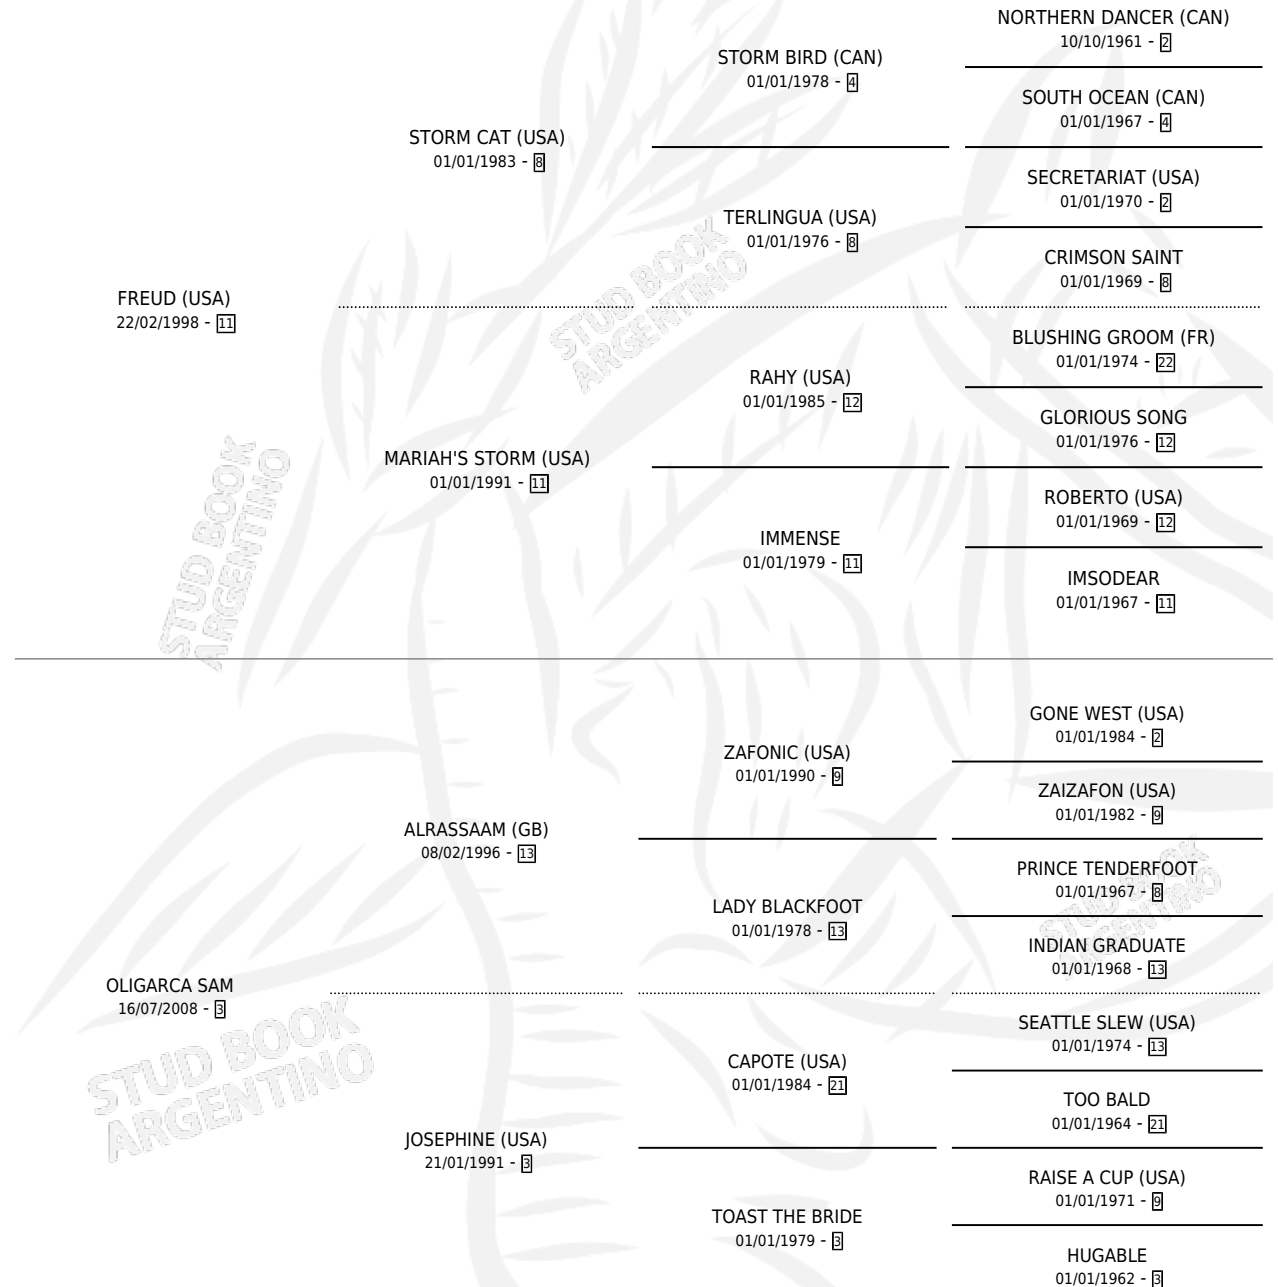 NORTHERN DANCER (CAN)
10/10/1961 - 2
STORM BIRD (CAN)
01/01/1978 - 4
SOUTH OCEAN (CAN)
01/01/1967 - 4
STORM CAT (USA)
01/01/1983 - 8
SECRETARIAT (USA)
01/01/1970 - 2
TERLINGUA (USA)
01/01/1976 - 8
CRIMSON SAINT
01/01/1969 - 8
FREUD (USA)
22/02/1998 - 11
BLUSHING GROOM (FR)
01/01/1974 - 22
RAHY (USA)
01/01/1985 - 12
GLORIOUS SONG
01/01/1976 - 12
MARIAH'S STORM (USA)
01/01/1991 - 11
ROBERTO (USA)
01/01/1969 - 12
IMMENSE
01/01/1979 - 11
IMSODEAR
01/01/1967 - 11
STUD BOOK
ARGENTINO
STUD BOOK
ARGENTINO
GONE WEST (USA)
01/01/1984 - 2
ZAFONIC (USA)
01/01/1990 - 9
ZAIZAFON (USA)
01/01/1982 - 9
ALRASSAAM (GB)
08/02/1996 - 13
PRINCE TENDERFOOT
01/01/1967 - 8
LADY BLACKFOOT
01/01/1978 - 13
INDIAN GRADUATE
01/01/1968 - 13
STUD BOOK
ARGENTINO
OLIGARCA SAM
16/07/2008 - 3
SEATTLE SLEW (USA)
01/01/1974 - 13
CAPOTE (USA)
01/01/1984 - 21
TOO BALD
01/01/1964 - 21
JOSEPHINE (USA)
21/01/1991 - 3
RAISE A CUP (USA)
01/01/1971 - 9
TOAST THE BRIDE
01/01/1979 - 3
HUGABLE
01/01/1962 - 3
STUD BOOK
ARGENTINO